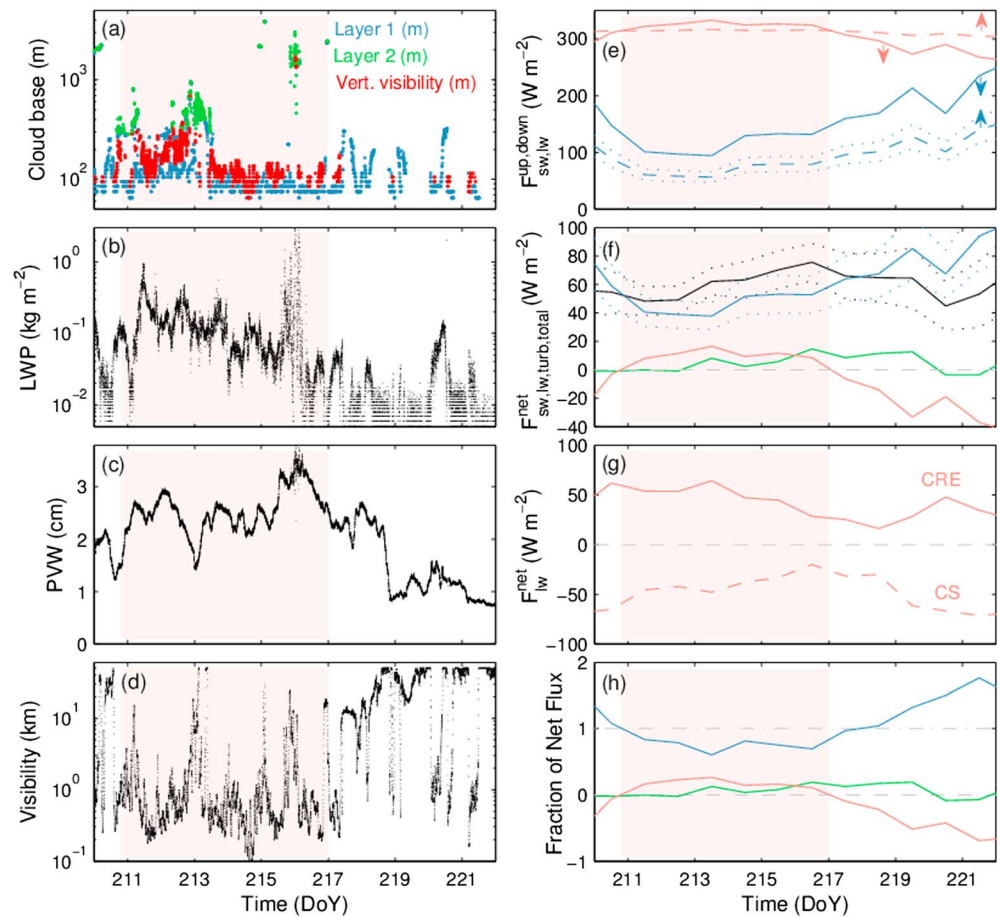 (a)
Layer 1 (m)
Layer 2 (m)
Vert. visibility (m)
Cloud base (m)
10³
10²
(b)
LWP (kg m⁻²)
10⁰
10⁻¹
10⁻²
(c)
PVW (cm)
3
2
1
0
(d)
Visibility (km)
10¹
10⁰
10⁻¹
211 213 215 217 219 221
Time (DoY)
(e)
F^up,down_sw,lw (W m⁻²)
300
200
100
0
(f)
F^net_sw,lw,turb,total (W m⁻²)
100
80
60
40
20
0
−20
−40
(g)
CRE
CS
F^net_lw (W m⁻²)
100
50
0
−50
−100
(h)
Fraction of Net Flux
2
1
0
−1
211 213 215 217 219 221
Time (DoY)